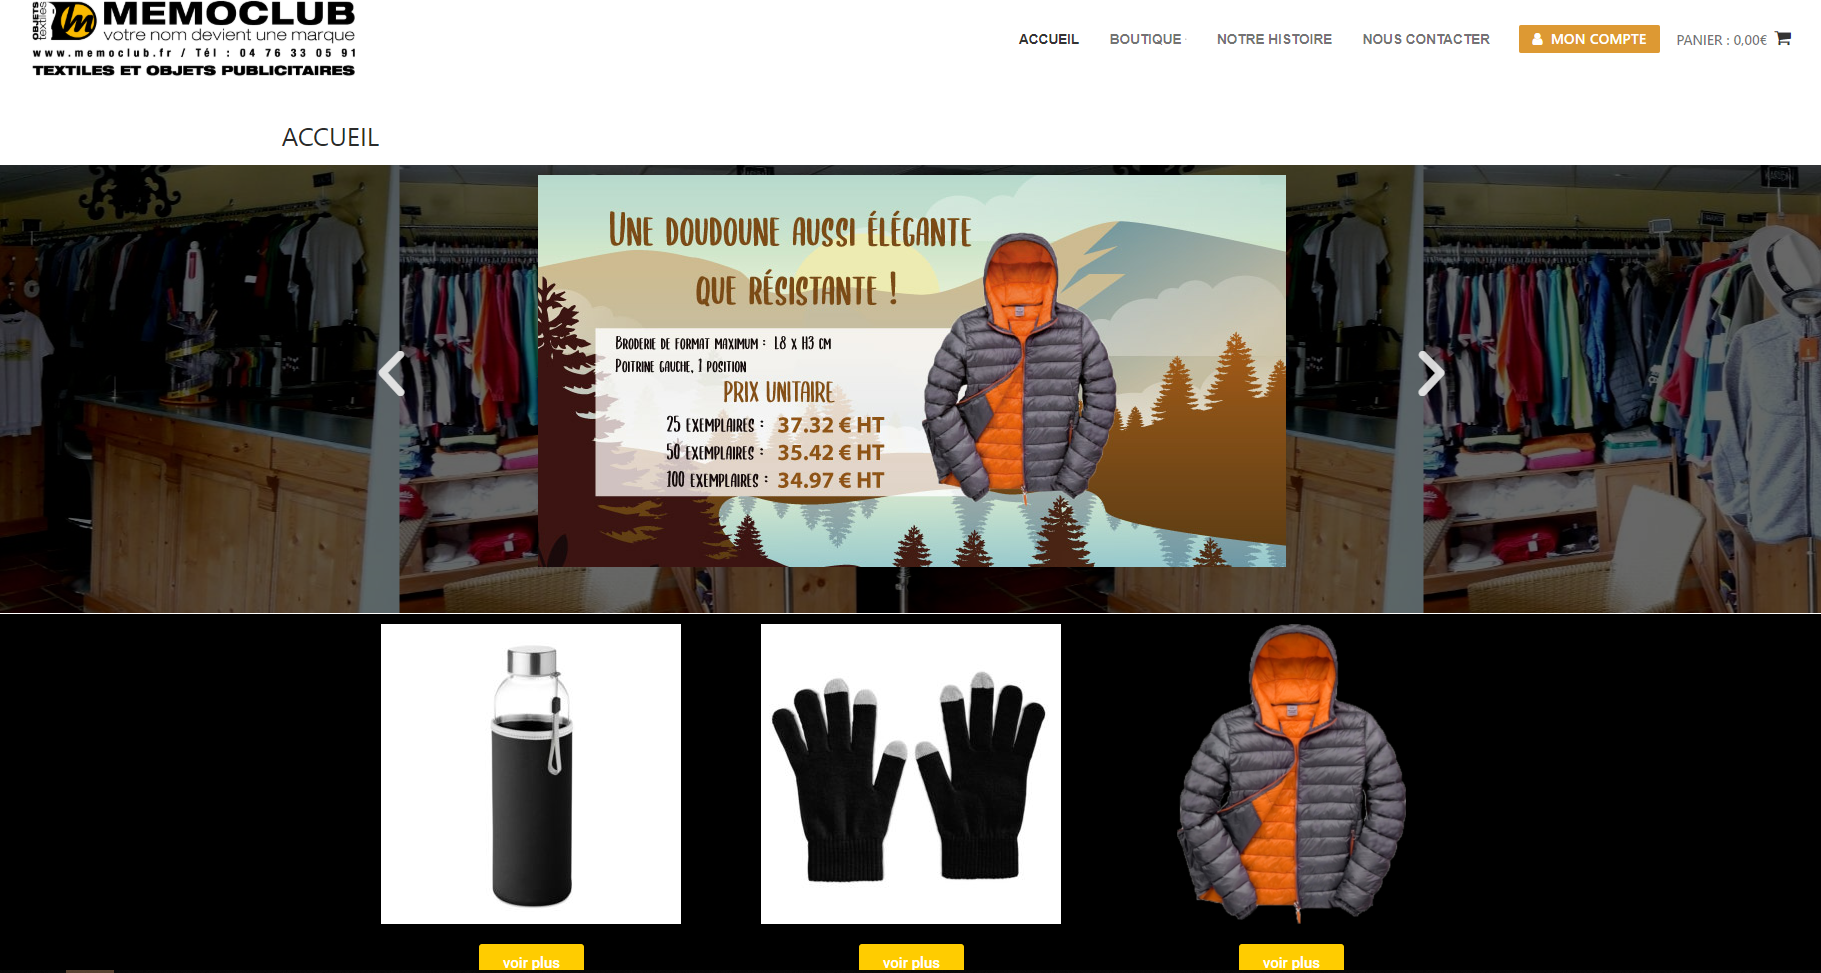 OBJETS
textiles
MEMOCLUB
votre nom devient une marque
www.memoclub.fr / Tél : 04 76 33 05 91
TEXTILES ET OBJETS PUBLICITAIRES
ACCUEIL
BOUTIQUE
NOTRE HISTOIRE
NOUS CONTACTER
MON COMPTE
PANIER : 0,00€
ACCUEIL
Une doudoune aussi élégante
que résistante !
Broderie de format maximum : L8 x H3 cm
Poitrine gauche, 1 position
PRIX UNITAIRE
25 exemplaires : 37.32 € HT
50 exemplaires : 35.42 € HT
100 exemplaires : 34.97 € HT
voir plus
voir plus
voir plus